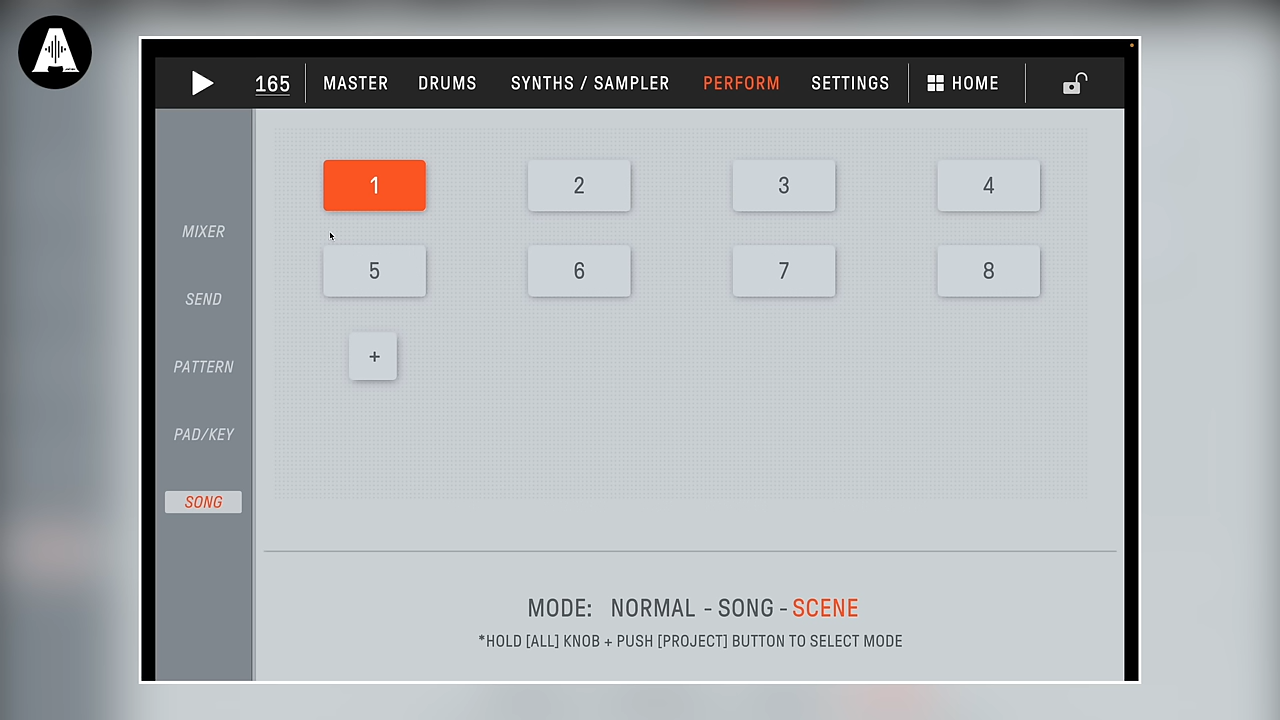 165 MASTER DRUMS SYNTHS / SAMPLER PERFORM SETTINGS HOME
1 2 3 4
MIXER
5 6 7 8
SEND
+
PATTERN
PAD/KEY
SONG
MODE: NORMAL - SONG - SCENE
*HOLD [ALL] KNOB + PUSH [PROJECT] BUTTON TO SELECT MODE